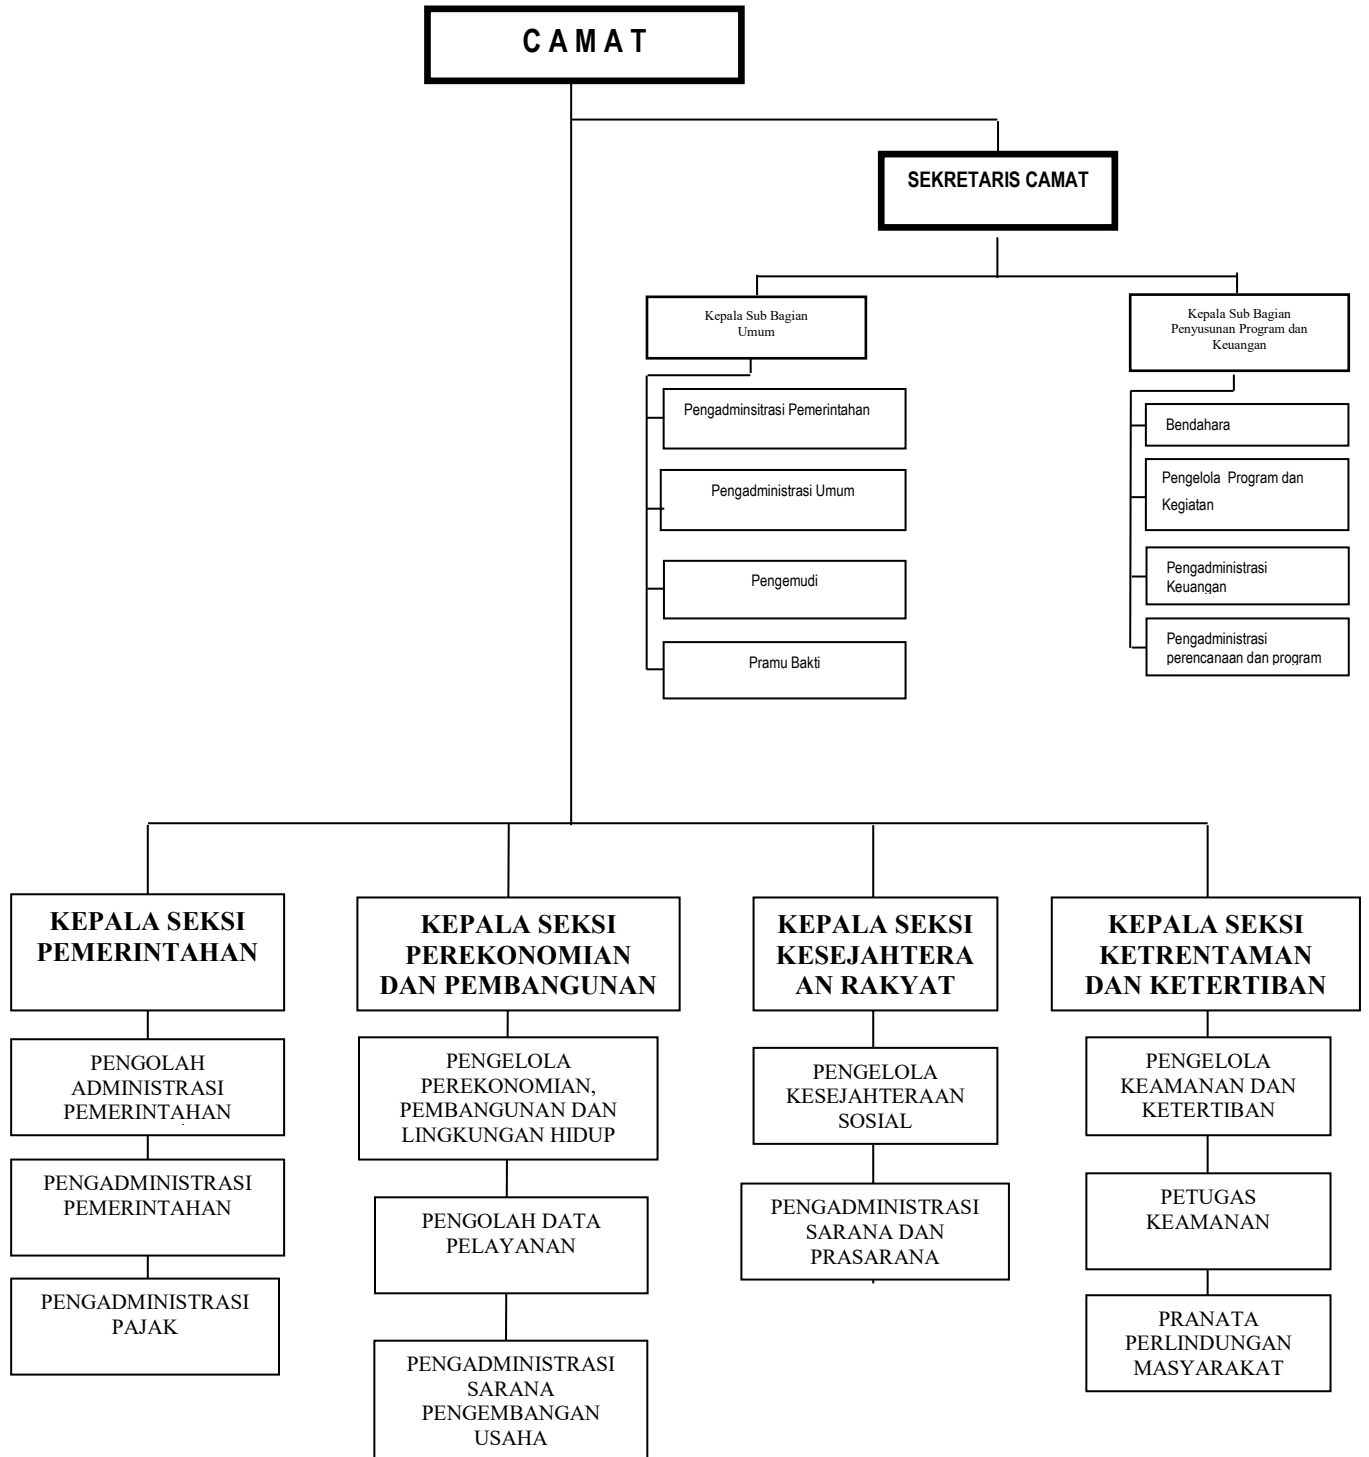 C A M A T
SEKRETARIS CAMAT
Kepala Sub Bagian
Umum
Kepala Sub Bagian
Penyusunan Program dan
Keuangan
Pengadminsitrasi Pemerintahan
Pengadministrasi Umum
Pengemudi
Pramu Bakti
Bendahara
Pengelola Program dan
Kegiatan
Pengadministrasi
Keuangan
Pengadministrasi
perencanaan dan program
KEPALA SEKSI
PEMERINTAHAN
PENGOLAH
ADMINISTRASI
PEMERINTAHAN
PENGADMINISTRASI
PEMERINTAHAN
PENGADMINISTRASI
PAJAK
KEPALA SEKSI
PEREKONOMIAN
DAN PEMBANGUNAN
PENGELOLA
PEREKONOMIAN,
PEMBANGUNAN DAN
LINGKUNGAN HIDUP
PENGOLAH DATA
PELAYANAN
PENGADMINISTRASI
SARANA
PENGEMBANGAN
USAHA
KEPALA SEKSI
KESEJAHTERA
AN RAKYAT
PENGELOLA
KESEJAHTERAAN
SOSIAL
PENGADMINISTRASI
SARANA DAN
PRASARANA
KEPALA SEKSI
KETRENTAMAN
DAN KETERTIBAN
PENGELOLA
KEAMANAN DAN
KETERTIBAN
PETUGAS
KEAMANAN
PRANATA
PERLINDUNGAN
MASYARAKAT